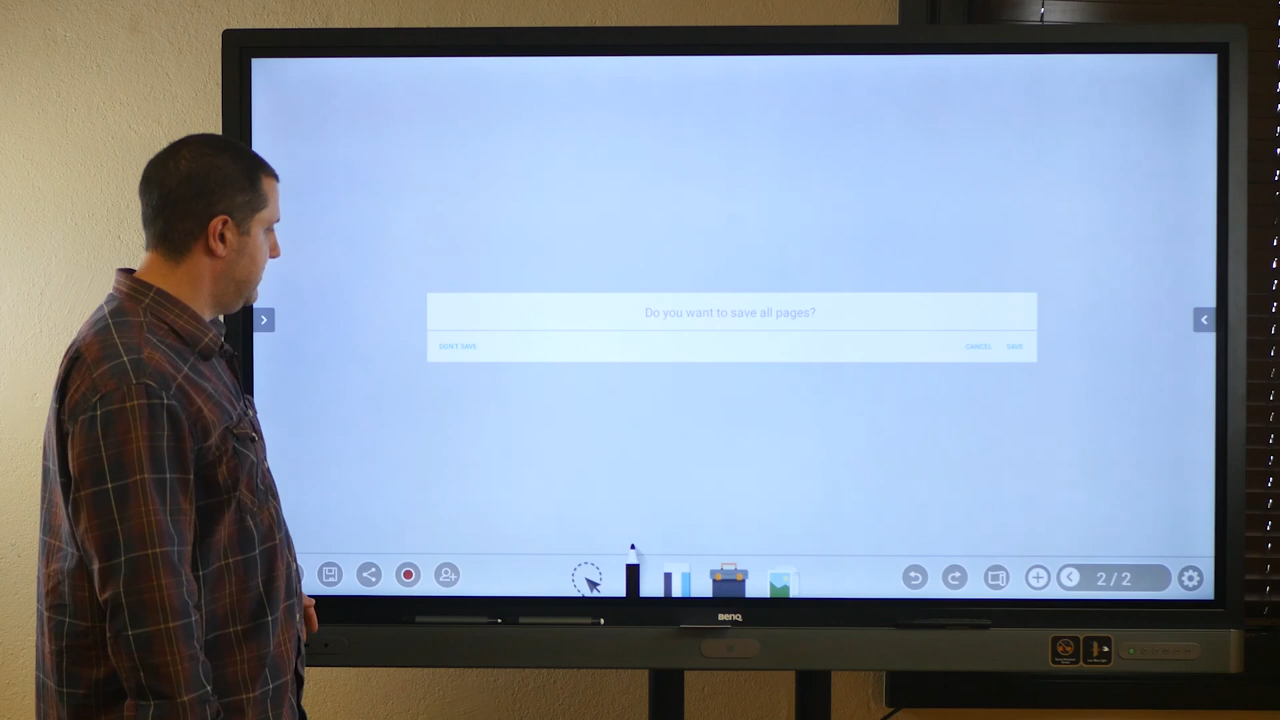 Do you want to save all pages?
DON'T SAVE
CANCEL SAVE
2/2
BenQ